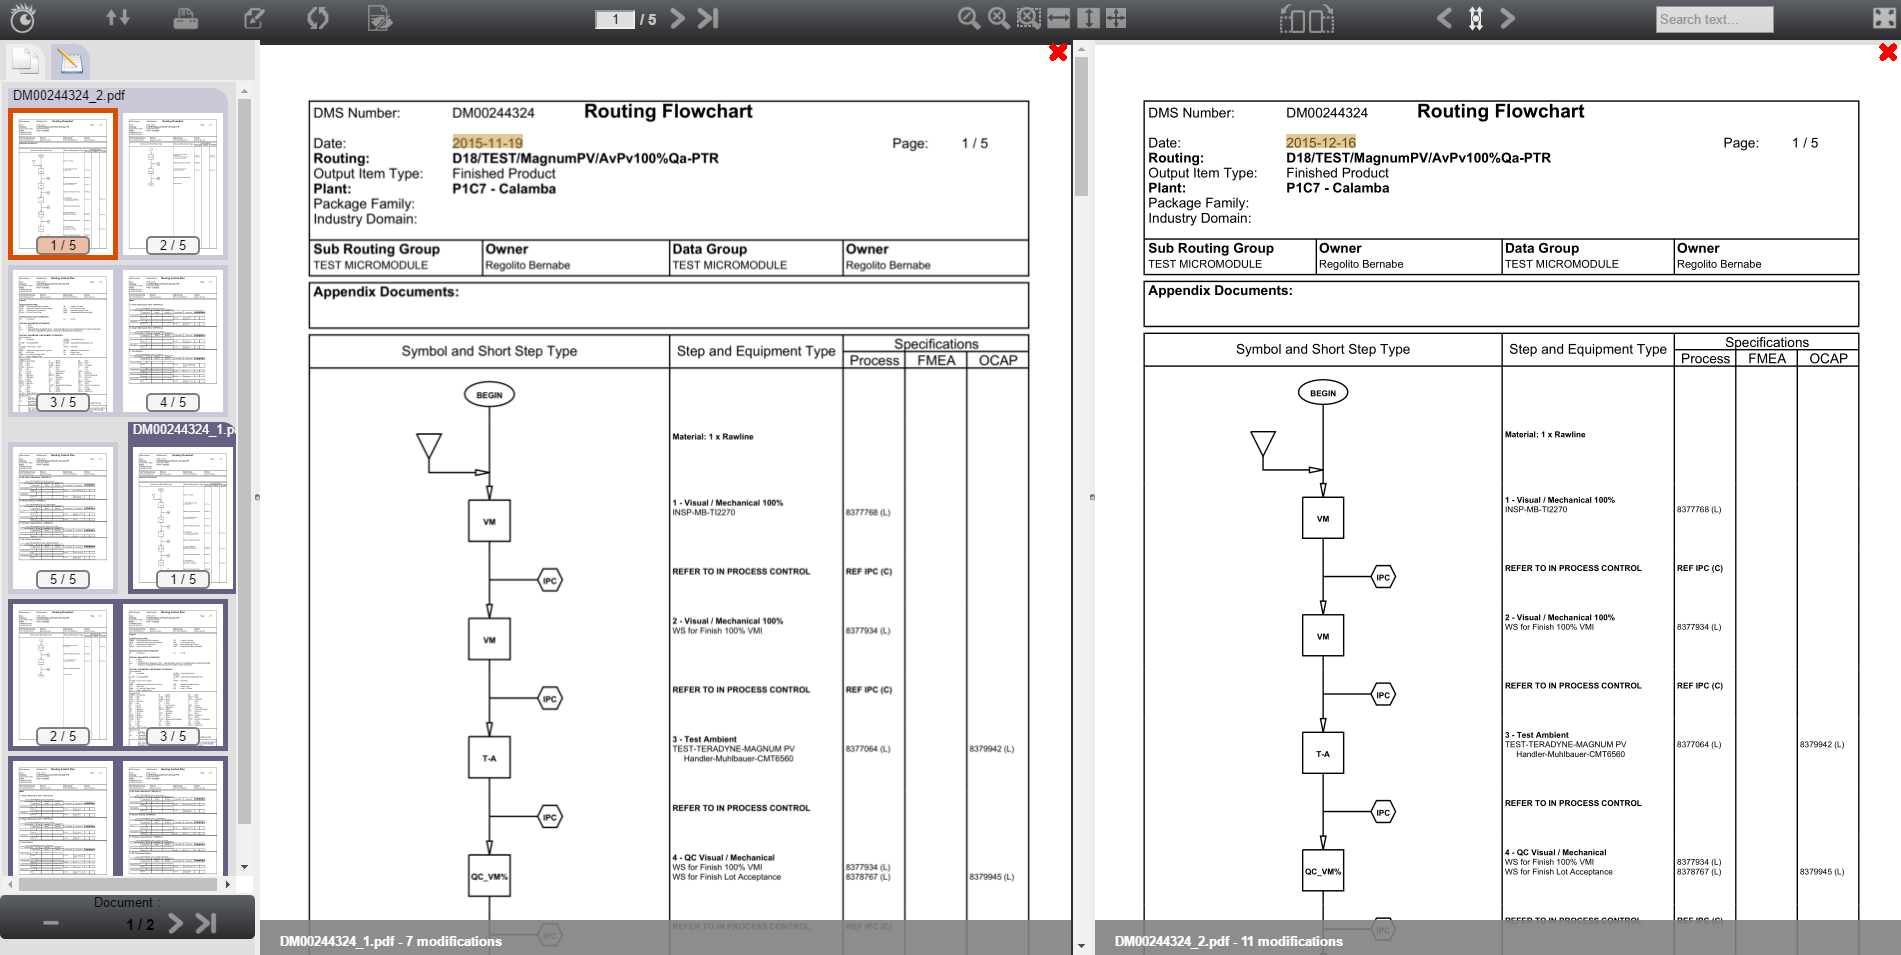 1 / 5
Search text...
DM00244324_2.pdf
1 / 5
2 / 5
3 / 5
4 / 5
DM00244324_1.p
5 / 5
1 / 5
2 / 5
3 / 5
Document :
1 / 2
DMS Number: DM00244324 Routing Flowchart
Date: 2015-11-19 Page: 1 / 5
Routing: D18/TEST/MagnumPV/AvPv100%Qa-PTR
Output Item Type: Finished Product
Plant: P1C7 - Calamba
Package Family:
Industry Domain:
Sub Routing Group Owner Data Group Owner
TEST MICROMODULE Regolito Bernabe TEST MICROMODULE Regolito Bernabe
Appendix Documents:
Symbol and Short Step Type Step and Equipment Type Specifications
Process FMEA OCAP
BEGIN
Material: 1 x Rawline
1 - Visual / Mechanical 100%
INSP-MB-TI2270 8377768 (L)
VM
REFER TO IN PROCESS CONTROL REF IPC (C)
IPC
2 - Visual / Mechanical 100%
WS for Finish 100% VMI 8377934 (L)
VM
REFER TO IN PROCESS CONTROL REF IPC (C)
IPC
3 - Test Ambient
TEST-TERADYNE-MAGNUM PV 8377064 (L) 8379942 (L)
T-A Handler-Muhlbauer-CMT6560
REFER TO IN PROCESS CONTROL
IPC
4 - QC Visual / Mechanical
WS for Finish 100% VMI 8377934 (L)
QC_VM% WS for Finish Lot Acceptance 8378767 (L) 8379945 (L)
REFER TO IN PROCESS CONTROL REF IPC (C)
IPC
DM00244324_1.pdf - 7 modifications
DMS Number: DM00244324 Routing Flowchart
Date: 2015-12-16 Page: 1 / 5
Routing: D18/TEST/MagnumPV/AvPv100%Qa-PTR
Output Item Type: Finished Product
Plant: P1C7 - Calamba
Package Family:
Industry Domain:
Sub Routing Group Owner Data Group Owner
TEST MICROMODULE Regolito Bernabe TEST MICROMODULE Regolito Bernabe
Appendix Documents:
Symbol and Short Step Type Step and Equipment Type Specifications
Process FMEA OCAP
BEGIN
Material: 1 x Rawline
1 - Visual / Mechanical 100%
INSP-MB-TI2270 8377768 (L)
VM
REFER TO IN PROCESS CONTROL REF IPC (C)
IPC
2 - Visual / Mechanical 100%
WS for Finish 100% VMI 8377934 (L)
VM
REFER TO IN PROCESS CONTROL REF IPC (C)
IPC
3 - Test Ambient
TEST-TERADYNE-MAGNUM PV 8377064 (L) 8379942 (L)
T-A Handler-Muhlbauer-CMT6560
REFER TO IN PROCESS CONTROL
IPC
4 - QC Visual / Mechanical
WS for Finish 100% VMI 8377934 (L)
QC_VM% WS for Finish Lot Acceptance 8378767 (L) 8379945 (L)
REFER TO IN PROCESS CONTROL REF IPC (C)
IPC
DM00244324_2.pdf - 11 modifications